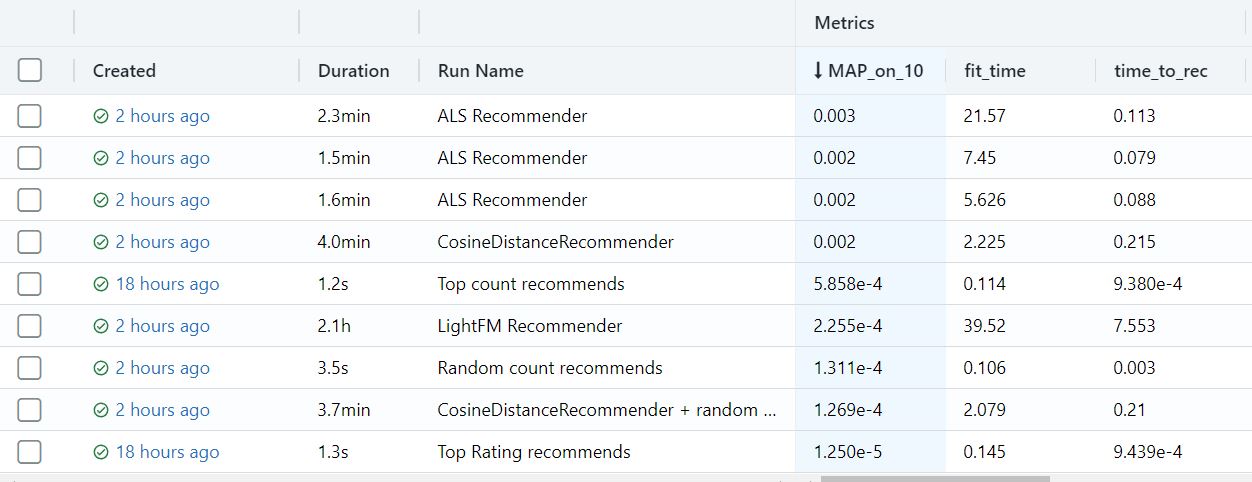 Metrics
Created Duration Run Name ↓ MAP_on_10 fit_time time_to_rec
2 hours ago 2.3min ALS Recommender 0.003 21.57 0.113
2 hours ago 1.5min ALS Recommender 0.002 7.45 0.079
2 hours ago 1.6min ALS Recommender 0.002 5.626 0.088
2 hours ago 4.0min CosineDistanceRecommender 0.002 2.225 0.215
18 hours ago 1.2s Top count recommends 5.858e-4 0.114 9.380e-4
2 hours ago 2.1h LightFM Recommender 2.255e-4 39.52 7.553
2 hours ago 3.5s Random count recommends 1.311e-4 0.106 0.003
2 hours ago 3.7min CosineDistanceRecommender + random ... 1.269e-4 2.079 0.21
18 hours ago 1.3s Top Rating recommends 1.250e-5 0.145 9.439e-4